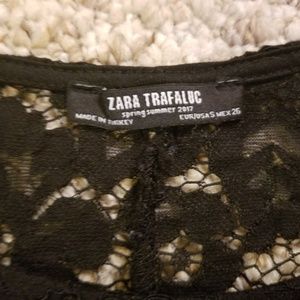 ZARA TRAFALUC
spring summer 2017
MADE IN TURKEY
EUR/USA S MEX 26